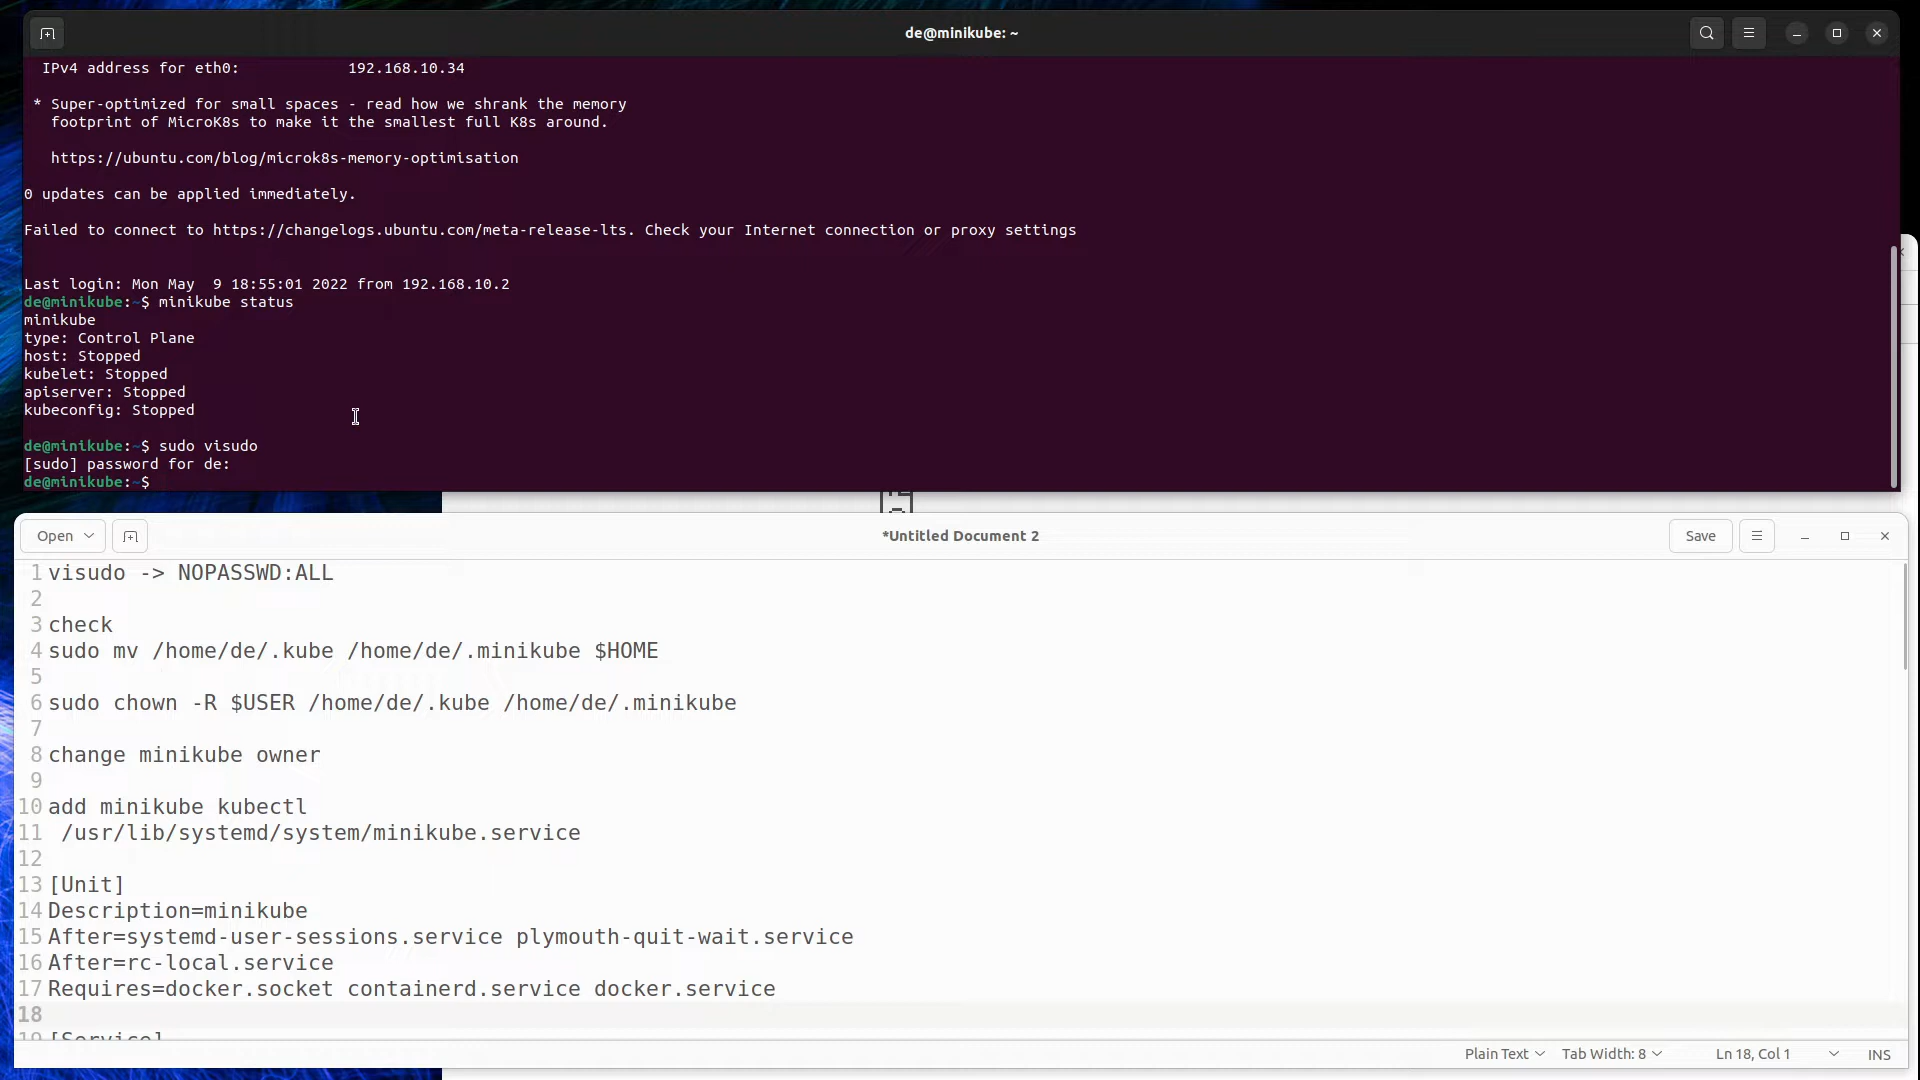 de@minikube: ~
IPv4 address for eth0:            192.168.10.34
* Super-optimized for small spaces - read how we shrank the memory
footprint of MicroK8s to make it the smallest full K8s around.
https://ubuntu.com/blog/microk8s-memory-optimisation
0 updates can be applied immediately.
Failed to connect to https://changelogs.ubuntu.com/meta-release-lts. Check your Internet connection or proxy settings
Last login: Mon May  9 18:55:01 2022 from 192.168.10.2
de@minikube:~$ minikube status
minikube
type: Control Plane
host: Stopped
kubelet: Stopped
apiserver: Stopped
kubeconfig: Stopped
de@minikube:~$ sudo visudo
[sudo] password for de:
de@minikube:~$
Open
*Untitled Document 2
Save
1 visudo -> NOPASSWD:ALL
2
3 check
4 sudo mv /home/de/.kube /home/de/.minikube $HOME
5
6 sudo chown -R $USER /home/de/.kube /home/de/.minikube
7
8 change minikube owner
9
10 add minikube kubectl
11  /usr/lib/systemd/system/minikube.service
12
13 [Unit]
14 Description=minikube
15 After=systemd-user-sessions.service plymouth-quit-wait.service
16 After=rc-local.service
17 Requires=docker.socket containerd.service docker.service
18
19 [Service]
Plain Text Tab Width: 8 Ln 18, Col 1 INS